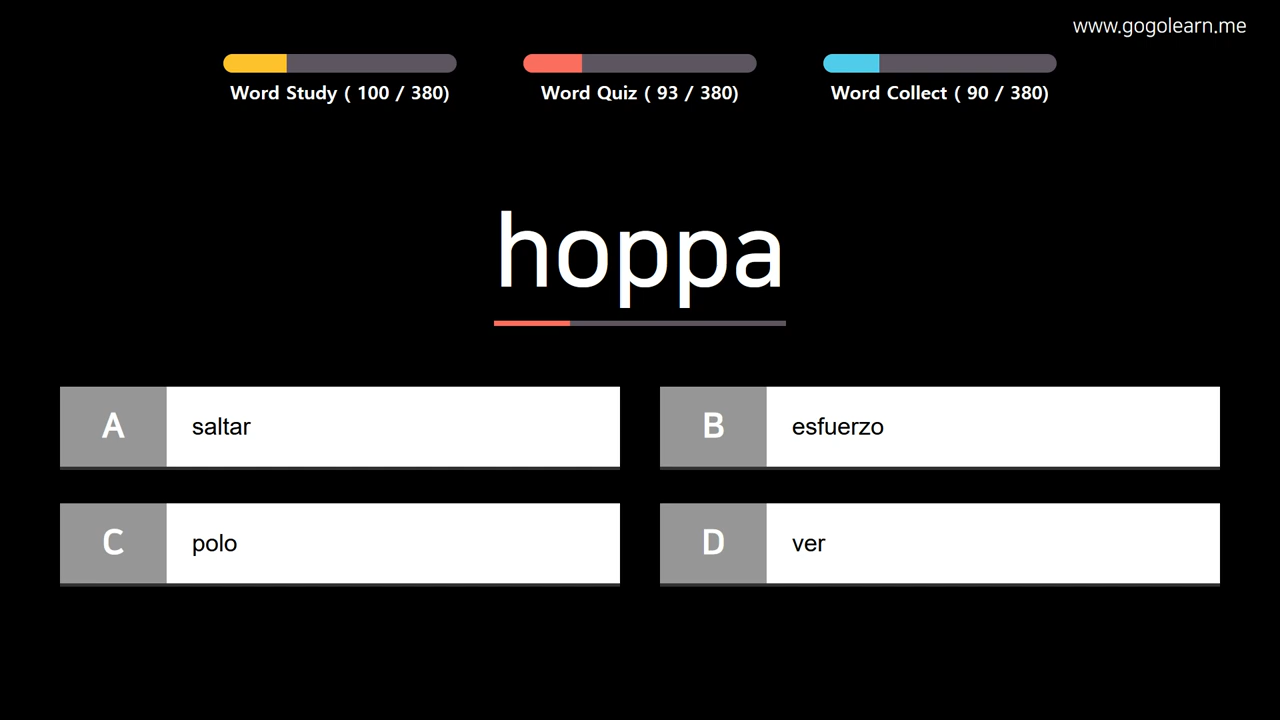 www.gogolearn.me
Word Study ( 100 / 380)
Word Quiz ( 93 / 380)
Word Collect ( 90 / 380)
hoppa
A saltar
B esfuerzo
C polo
D ver